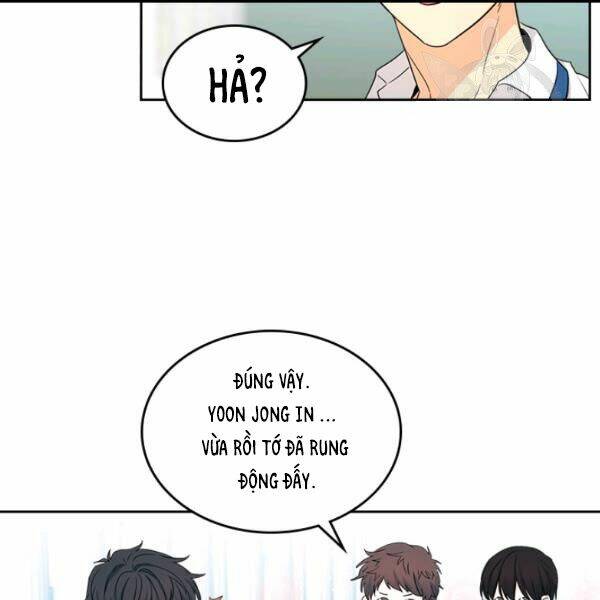 HẢ?
ĐÚNG VẬY.
YOON JONG IN ...
VỪA RỒI TỚ ĐÃ RUNG
ĐỘNG ĐẤY.